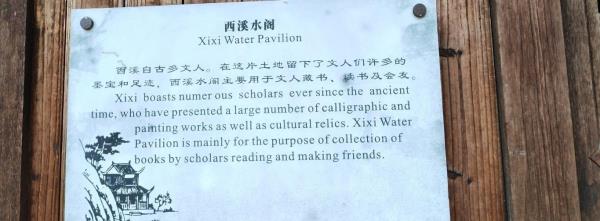 西溪水阁
Xixi Water Pavilion
西溪自古多文人。在这片土地留下了文人们许多的
墨宝和足迹，西溪水阁主要用于文人藏书、读书及会友。
Xixi boasts numer ous scholars ever since the ancient
time, who have presented a large number of calligraphic and
painting works as well as cultural relics. Xixi Water
Pavilion is mainly for the purpose of collection of
books by scholars reading and making friends.